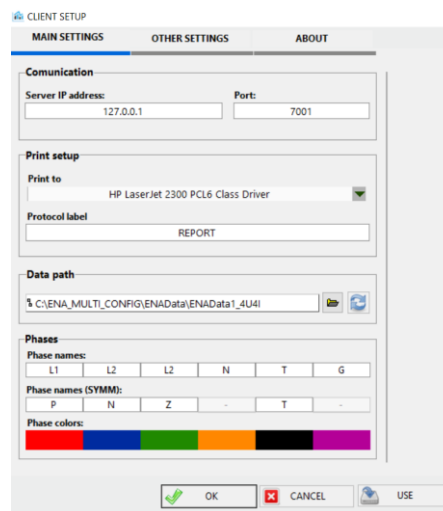 CLIENT SETUP
MAIN SETTINGS OTHER SETTINGS ABOUT
Comunication
Server IP address: Port:
127.0.0.1 7001
Print setup
Print to
HP LaserJet 2300 PCL6 Class Driver
Protocol label
REPORT
Data path
C:\ENA_MULTI_CONFIG\ENAData\ENAData1_4U4I
Phases
Phase names:
L1 L2 L2 N T G
Phase names (SYMM):
P N Z - T -
Phase colors:
OK CANCEL USE